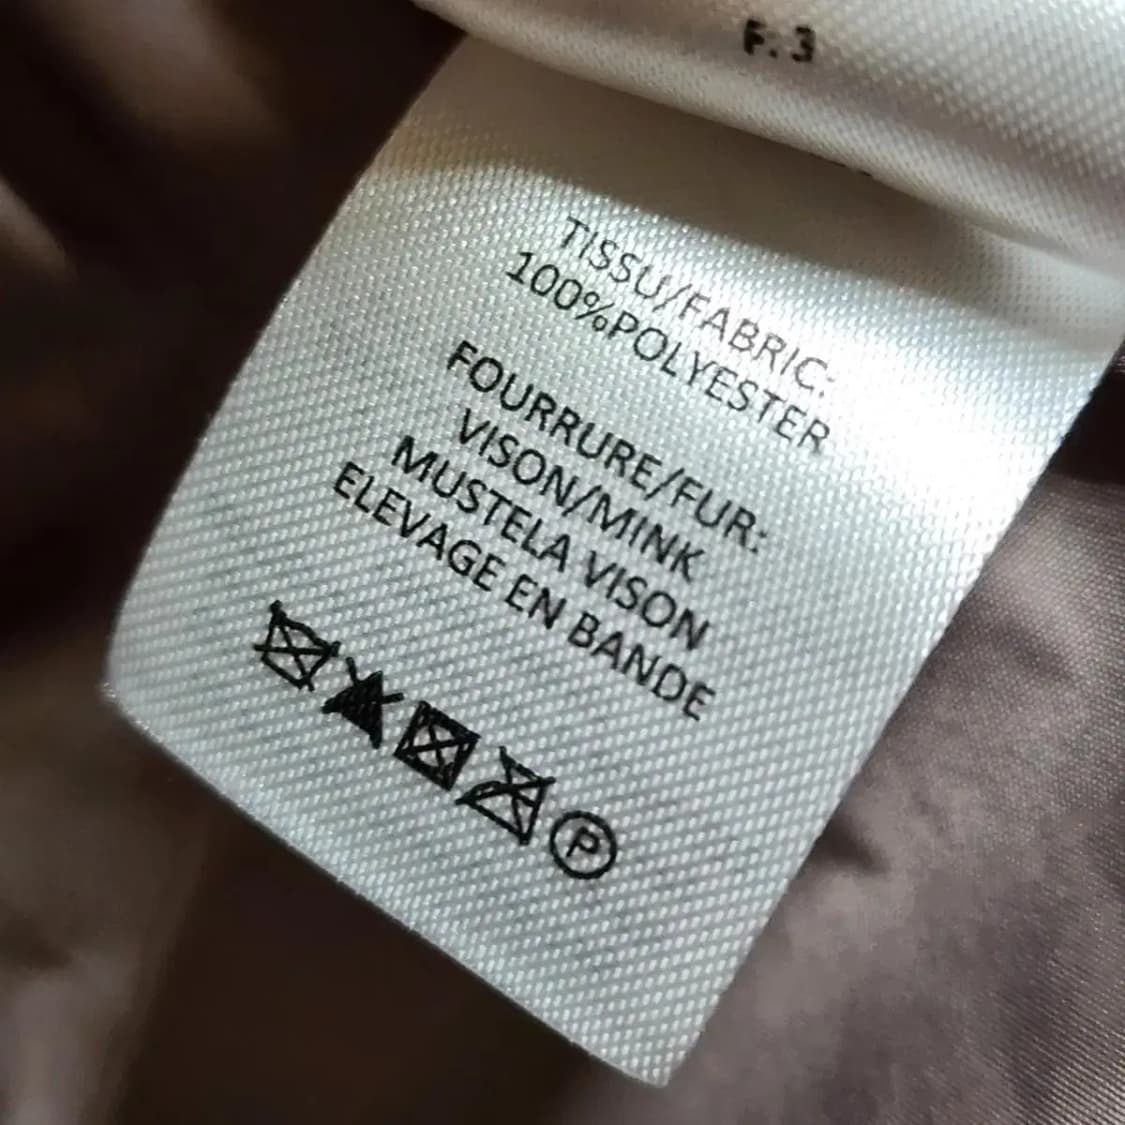 F. 3
TISSU/FABRIC:
100%POLYESTER
FOURRURE/FUR:
VISON/MINK
MUSTELA VISON
ELEVAGE EN BANDE
P